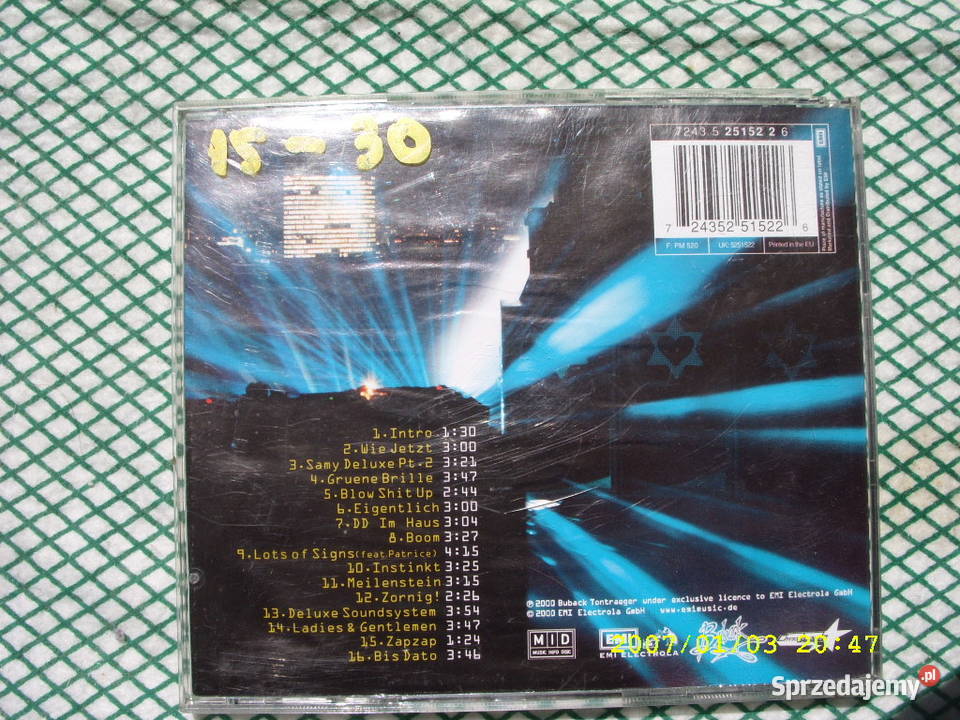 15 - 30
7243 5 25152 2 6
EMI
7 24352 51522 6
F: PM 520 UK: 5251522 Printed in the EU
1.Intro 1:30
2.Wie Jetzt 3:00
3.Samy Deluxe Pt.2 3:21
4.Gruene Brille 3:47
5.Blow Shit Up 2:44
6.Eigentlich 3:00
7.DD Im Haus 3:04
8.Boom 3:27
9.Lots of Signs(feat.Patrice) 4:15
10.Instinkt 3:25
11.Meilenstein 3:15
12.Zornig! 2:26
13.Deluxe Soundsystem 3:54
14.Ladies & Gentlemen 3:47
15.Zapzap 1:24
16.Bis Dato 3:46
℗ 2000 Buback Tontraeger under exclusive licence to EMI Electrola GmbH
© 2000 EMI Electrola GmbH www.emimusic.de
MID
MUSIC INFO DISC
EMI
EMI ELECTROLA
2007/01/03 20:47
Sprzedajemy.pl